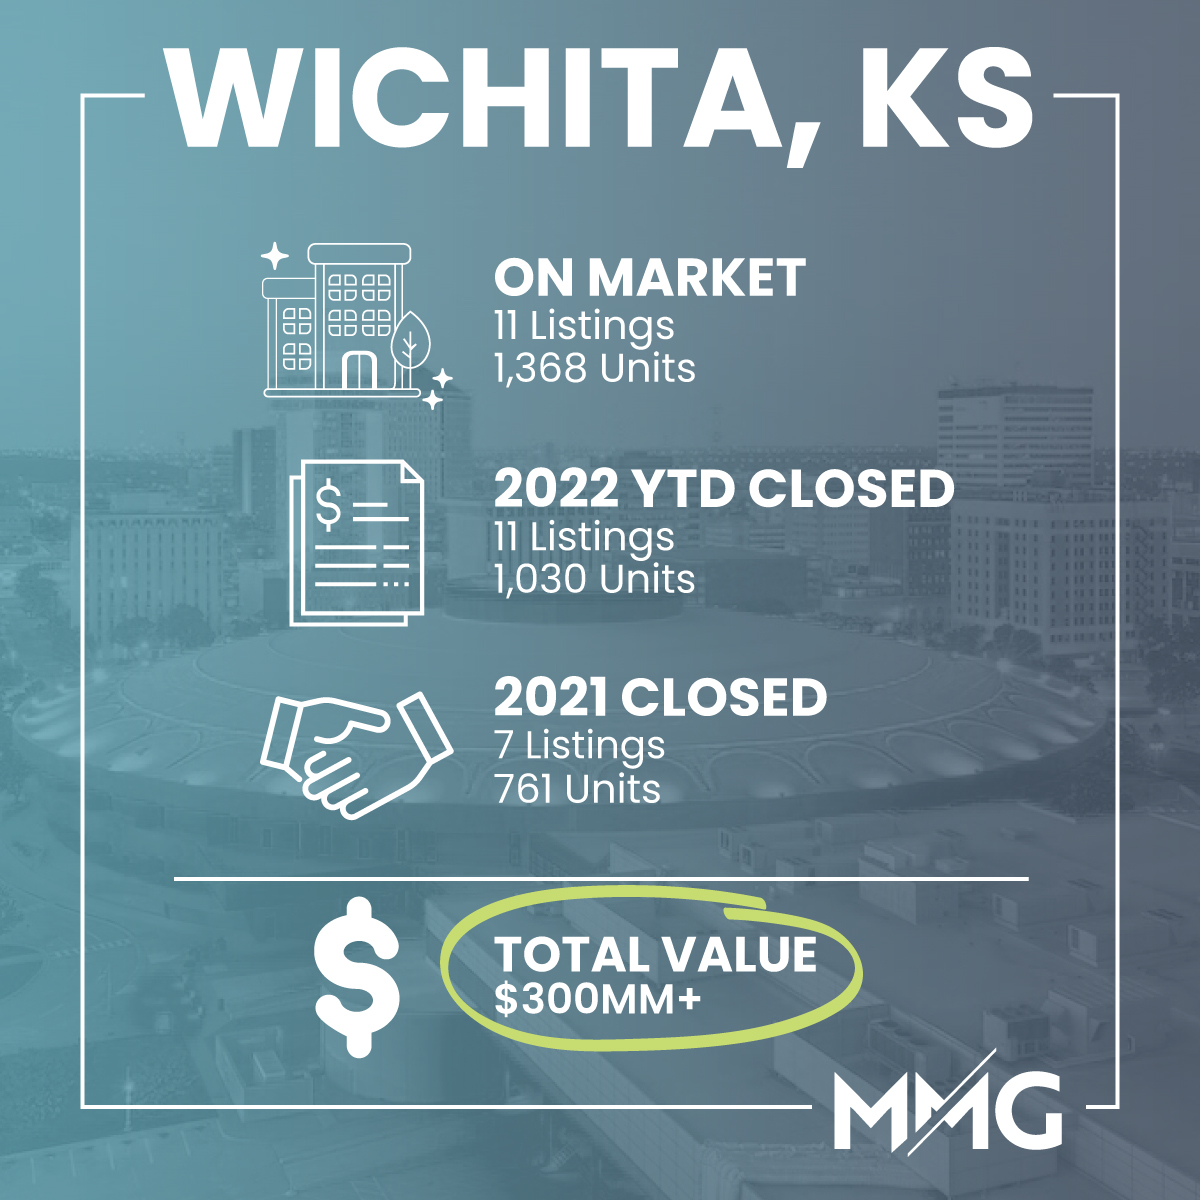 WICHITA, KS
ON MARKET
11 Listings
1,368 Units
$
2022 YTD CLOSED
11 Listings
1,030 Units
2021 CLOSED
7 Listings
761 Units
$
TOTAL VALUE
$300MM+
MMG